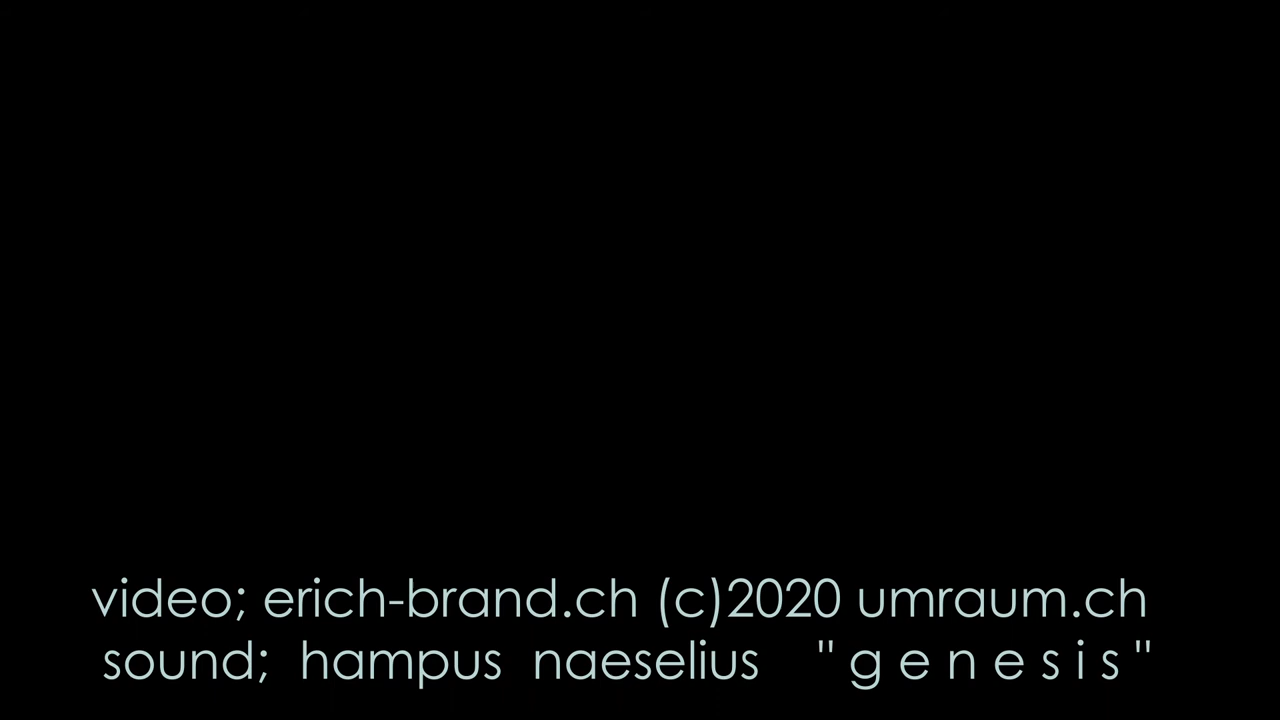 video; erich-brand.ch (c)2020 umraum.ch
sound; hampus naeselius "g e n e s i s"